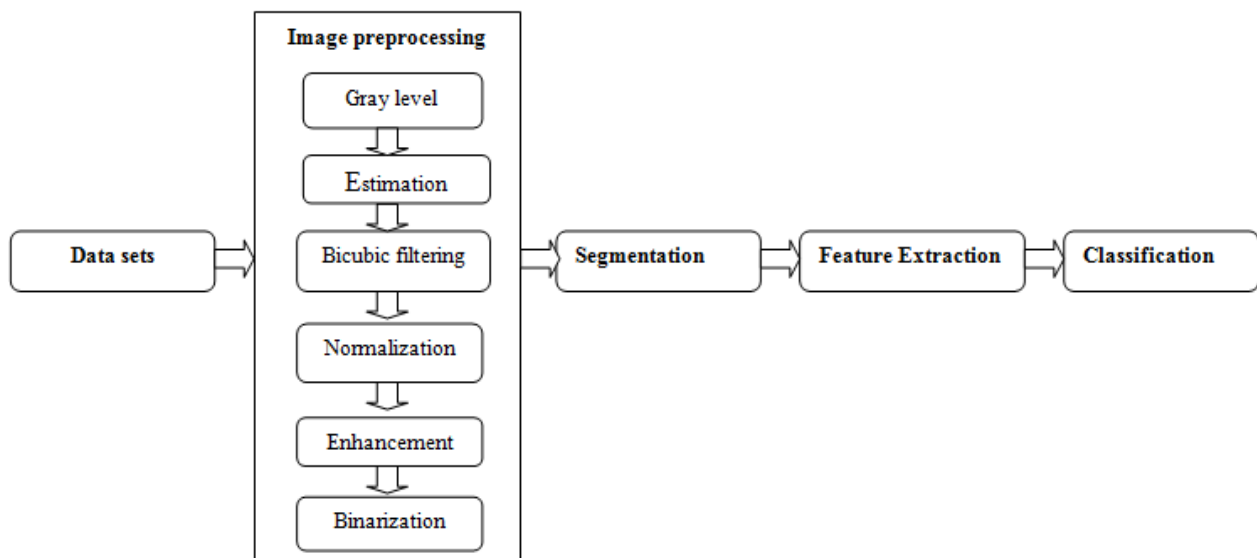 Image preprocessing
Gray level
Estimation
Bicubic filtering
Normalization
Enhancement
Binarization
Data sets
Segmentation
Feature Extraction
Classification